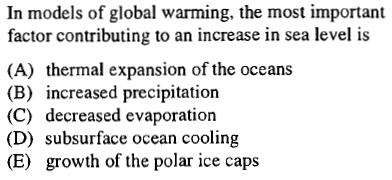 In models of global warming, the most important
factor contributing to an increase in sea level is
(A) thermal expansion of the oceans
(B) increased precipitation
(C) decreased evaporation
(D) subsurface ocean cooling
(E) growth of the polar ice caps